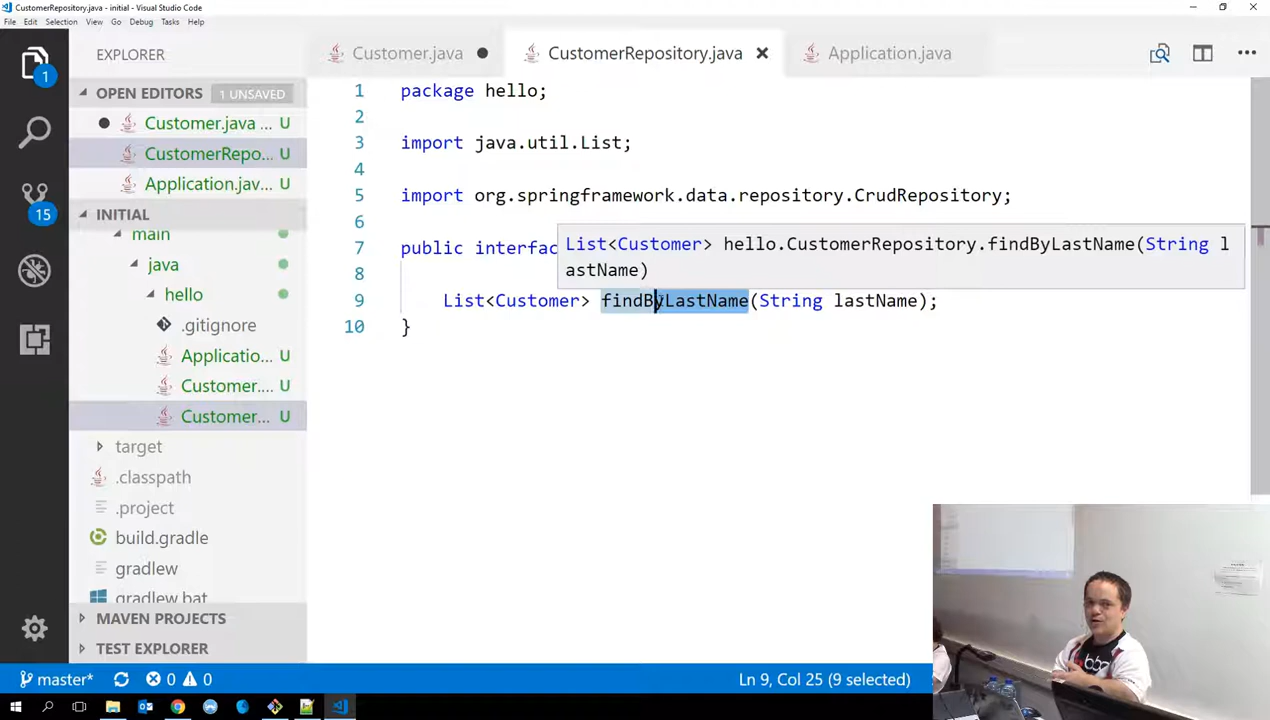 CustomerRepository.java - initial - Visual Studio Code
File Edit Selection View Go Debug Tasks Help
EXPLORER
Customer.java
CustomerRepository.java
Application.java
OPEN EDITORS 1 UNSAVED
Customer.java ... U
CustomerRepo... U
Application.jav... U
INITIAL
main
java
hello
.gitignore
Applicatio... U
Customer.... U
Customer... U
target
.classpath
.project
build.gradle
gradlew
gradlew.bat
MAVEN PROJECTS
TEST EXPLORER
1
15
1 package hello;
2
3 import java.util.List;
4
5 import org.springframework.data.repository.CrudRepository;
6
7 public interfac
List<Customer> hello.CustomerRepository.findByLastName(String l
astName)
8
9 List<Customer> findByLastName(String lastName);
10 }
master* 0 0 Ln 9, Col 25 (9 selected)